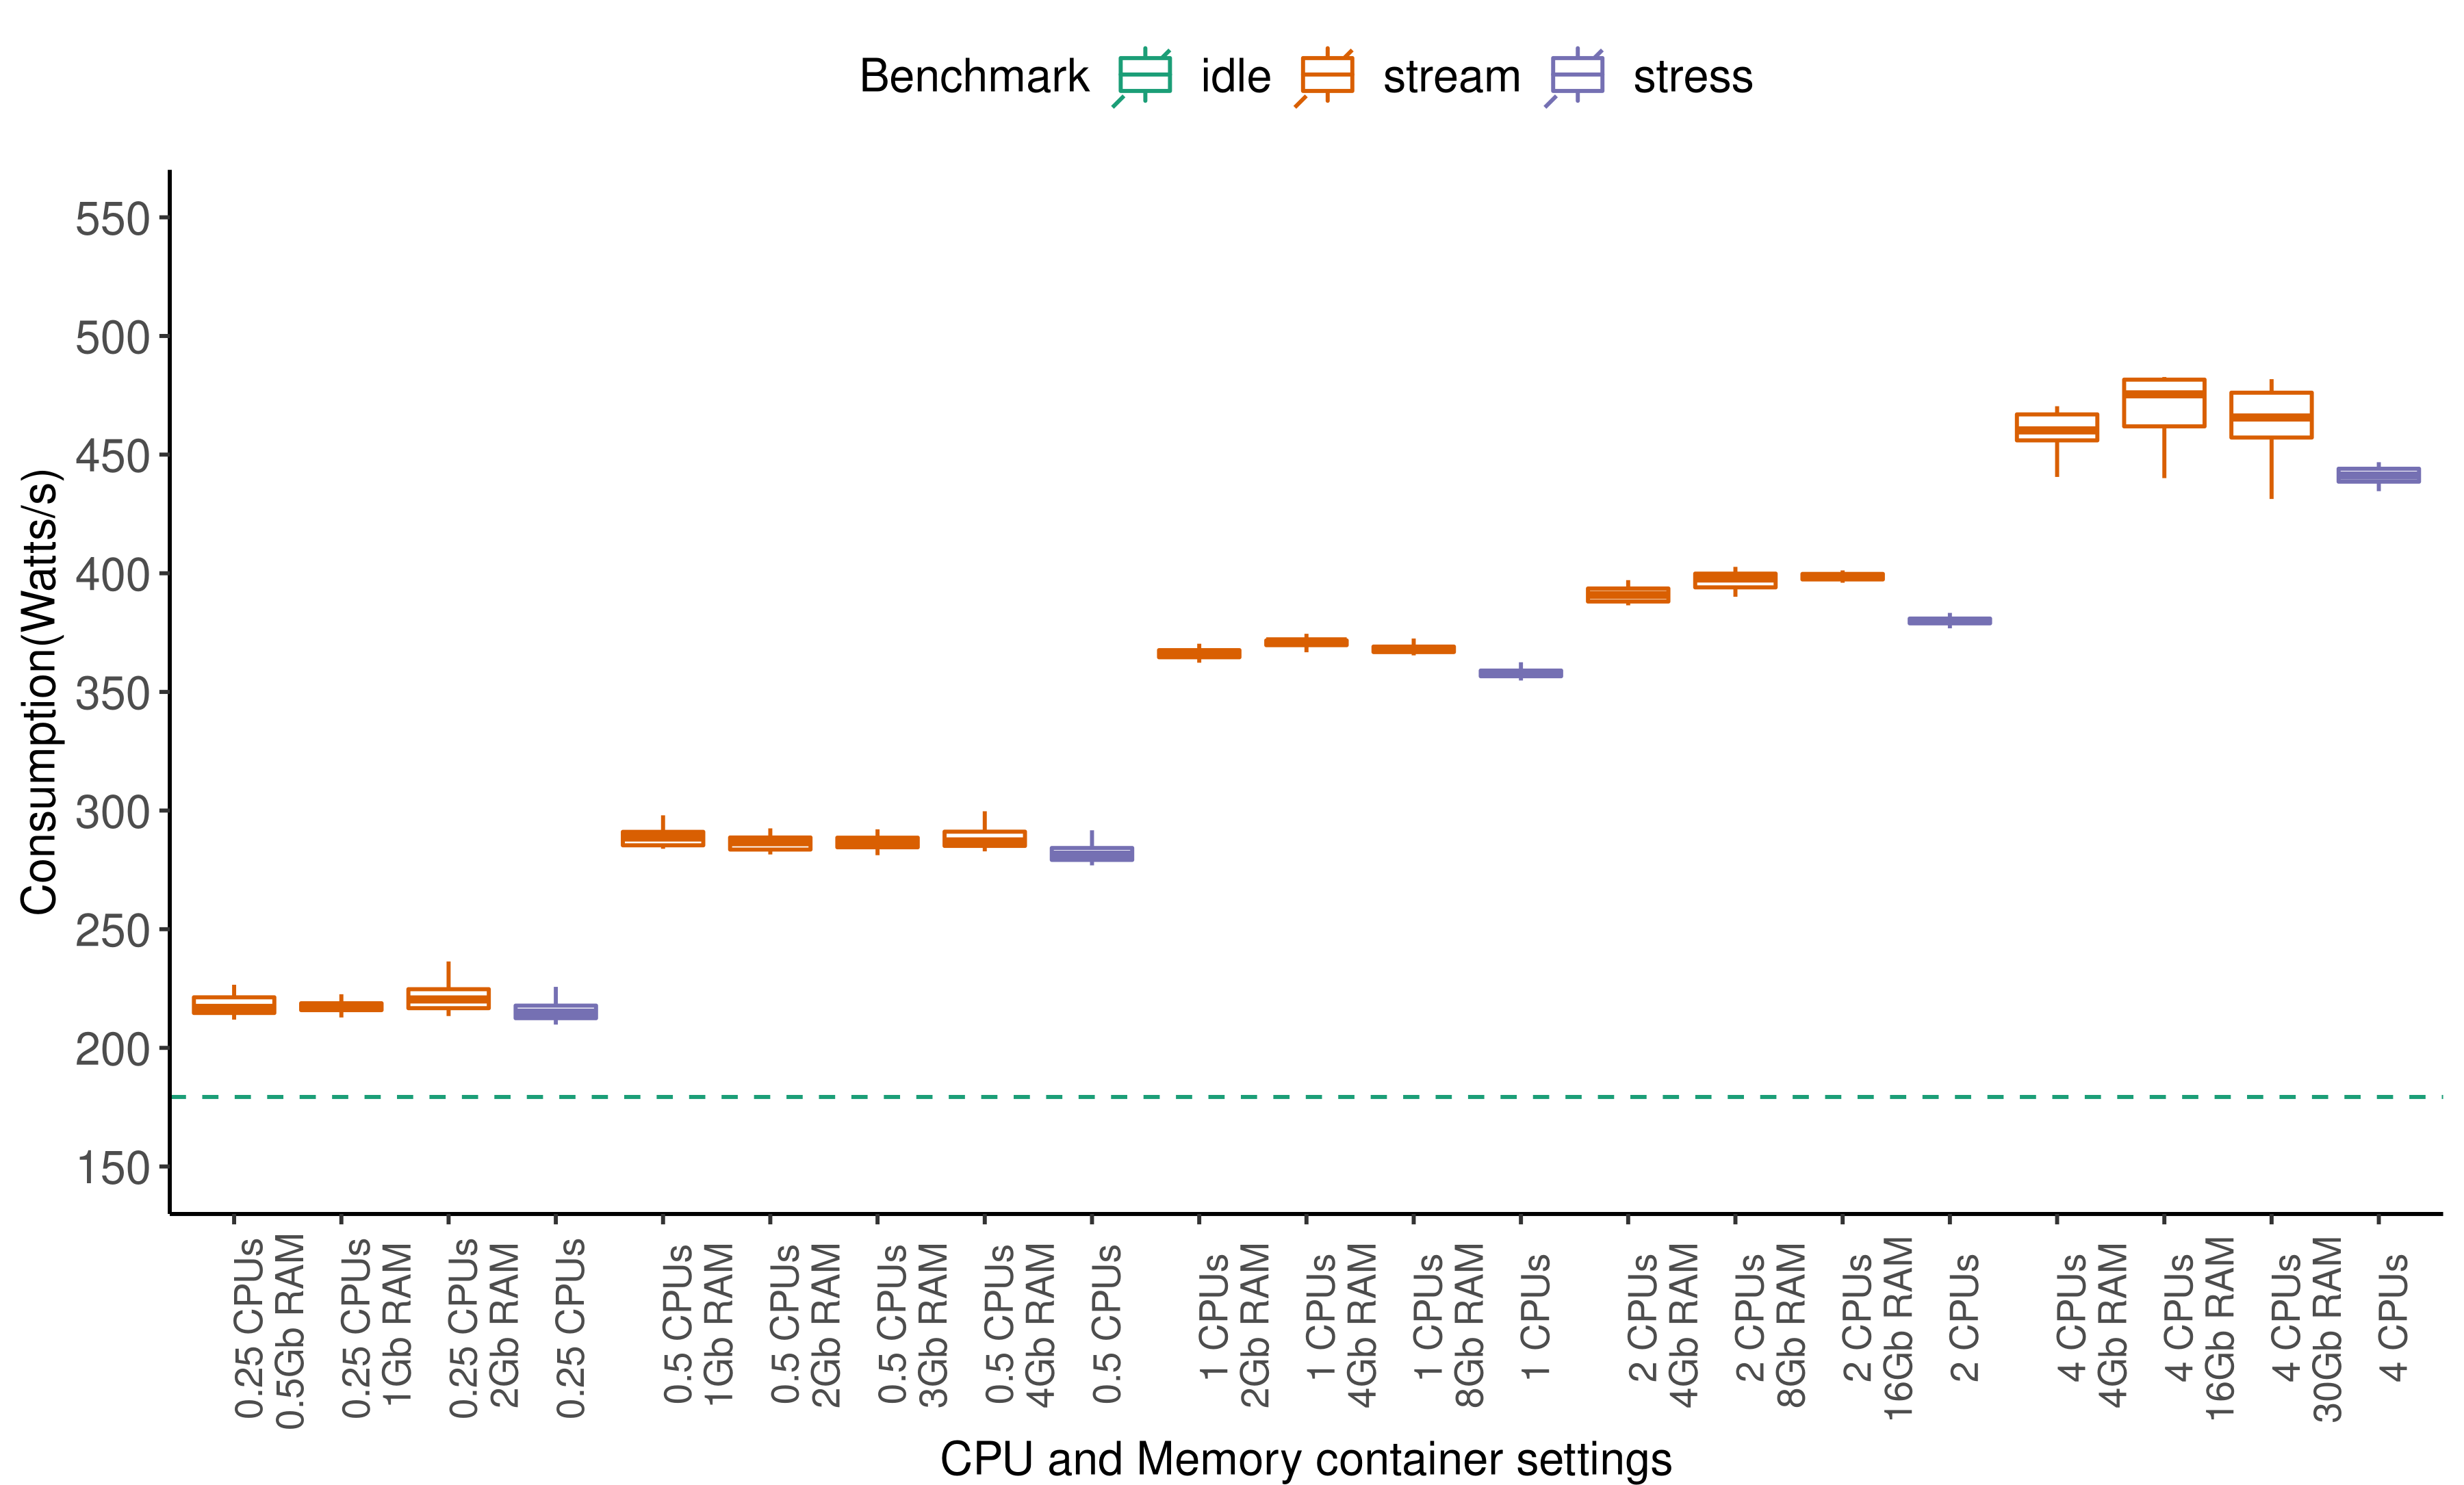 Benchmark idle stream stress
Consumption(Watts/s)
550
500
450
400
350
300
250
200
150
0.25 CPUs
0.5Gb RAM
0.25 CPUs
1Gb RAM
0.25 CPUs
2Gb RAM
0.25 CPUs
0.5 CPUs
1Gb RAM
0.5 CPUs
2Gb RAM
0.5 CPUs
3Gb RAM
0.5 CPUs
4Gb RAM
0.5 CPUs
1 CPUs
2Gb RAM
1 CPUs
4Gb RAM
1 CPUs
8Gb RAM
1 CPUs
2 CPUs
4Gb RAM
2 CPUs
8Gb RAM
2 CPUs
16Gb RAM
2 CPUs
4 CPUs
4Gb RAM
4 CPUs
16Gb RAM
4 CPUs
30Gb RAM
4 CPUs
CPU and Memory container settings